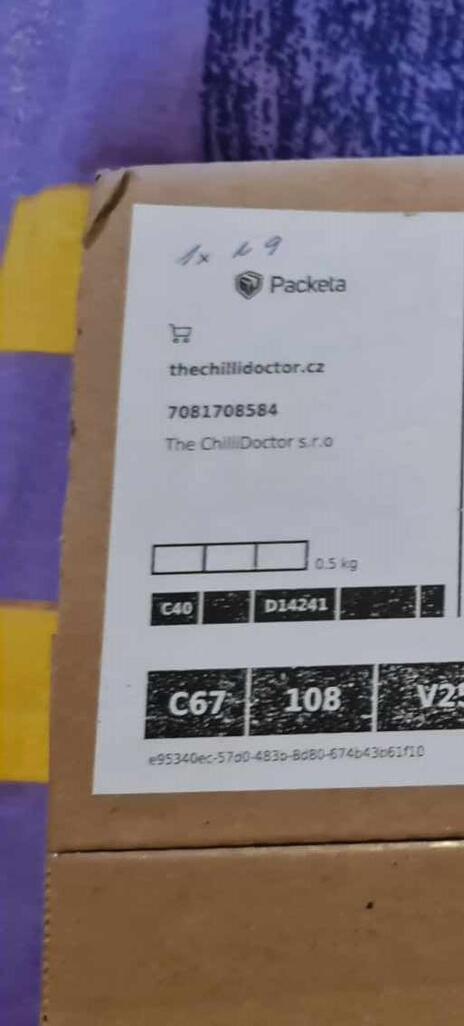 1x
Packeta
thechillidoctor.cz
7081708584
The ChilliDoctor s.r.o
0.5 kg
C40 D14241
C67 108
e95340ec-57d0-483b-8d80-674b43b61f10